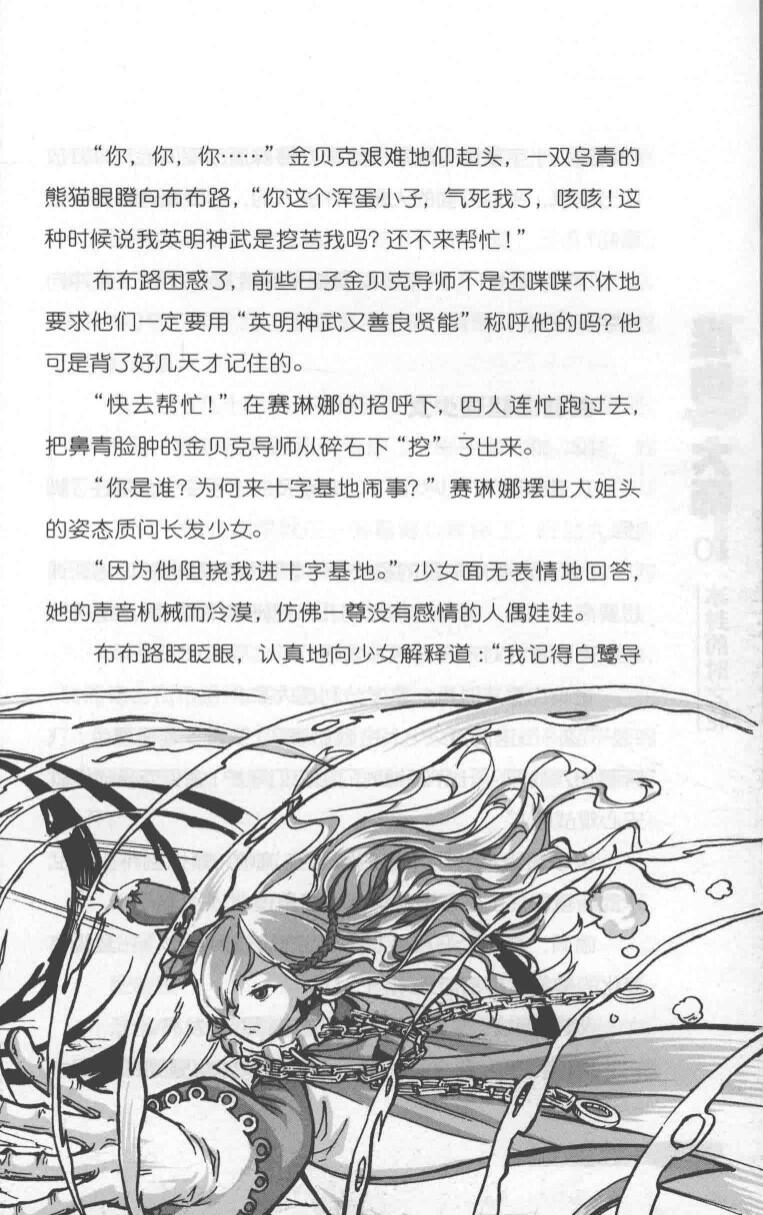 “你，你，你……”金贝克艰难地仰起头，一双乌青的
熊猫眼瞪向布布路，“你这个浑蛋小子，气死我了，咳咳！这
种时候说我英明神武是挖苦我吗？还不来帮忙！”
布布路困惑了，前些日子金贝克导师不是还喋喋不休地
要求他们一定要用“英明神武又善良贤能”称呼他的吗？他
可是背了好几天才记住的。
“快去帮忙！”在赛琳娜的招呼下，四人连忙跑过去，
把鼻青脸肿的金贝克导师从碎石下“挖”了出来。
“你是谁？为何来十字基地闹事？”赛琳娜摆出大姐头
的姿态质问长发少女。
“因为他阻挠我进十字基地。”少女面无表情地回答，
她的声音机械而冷漠，仿佛一尊没有感情的人偶娃娃。
布布路眨眨眼，认真地向少女解释道：“我记得白鹭导